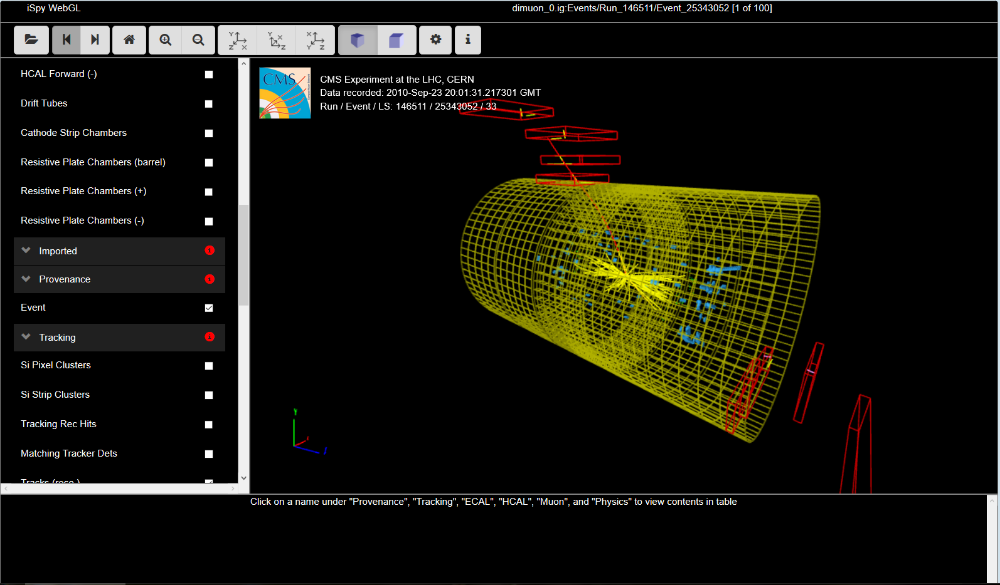 iSpy WebGL
dimuon_0.ig:Events/Run_146511/Event_25343052 [1 of 100]
Y
Z X
Y X
Z
X
Y Z
HCAL Forward (-)
Drift Tubes
Cathode Strip Chambers
Resistive Plate Chambers (barrel)
Resistive Plate Chambers (+)
Resistive Plate Chambers (-)
Imported
Provenance
Event
Tracking
Si Pixel Clusters
Si Strip Clusters
Tracking Rec Hits
Matching Tracker Dets
Tracks (reco.)
CMS
CMS Experiment at the LHC, CERN
Data recorded: 2010-Sep-23 20:01:31.217301 GMT
Run / Event / LS: 146511 / 25343052 / 33
Click on a name under "Provenance", "Tracking", "ECAL", "HCAL", "Muon", and "Physics" to view contents in table